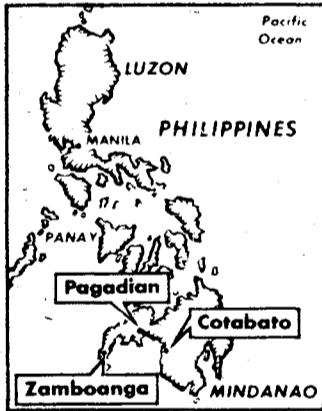 Pacific
Ocean
LUZON
PHILIPPINES
MANILA
PANAY
Pagadian
Cotabato
Zamboanga
MINDANAO